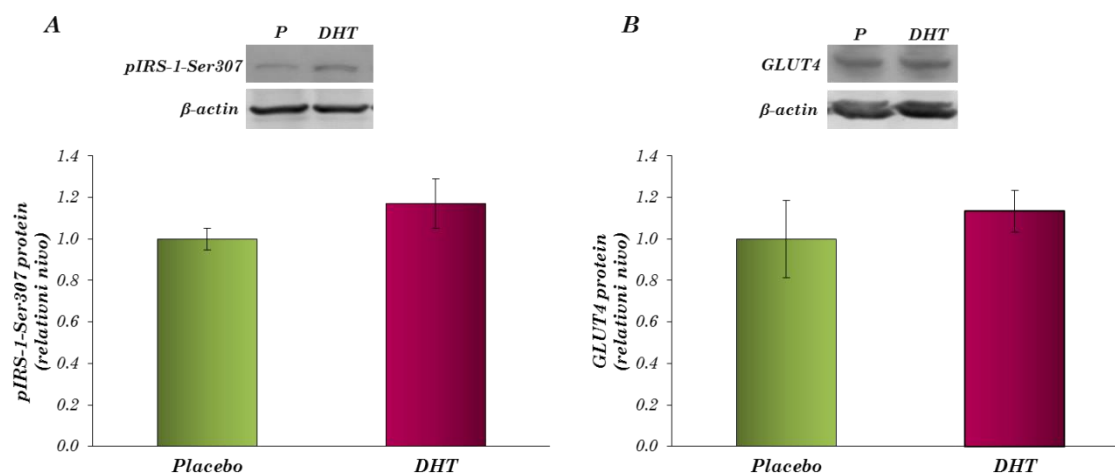 A
P DHT
pIRS-1-Ser307
β-actin
pIRS-1-Ser307 protein
(relativni nivo)
1.4
1.2
1.0
0.8
0.6
0.4
0.2
0.0
Placebo DHT
B
P DHT
GLUT4
β-actin
GLUT4 protein
(relativni nivo)
1.4
1.2
1.0
0.8
0.6
0.4
0.2
0.0
Placebo DHT